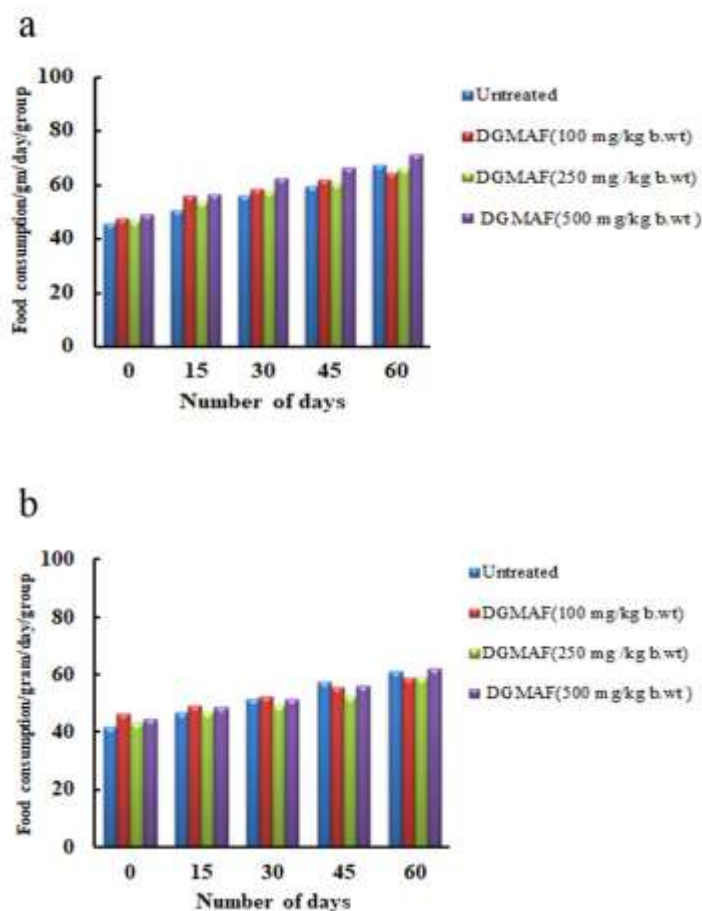 a
Food consumption/gm/day/group
100
80
60
40
20
0
0 15 30 45 60
Number of days
Untreated
DGMAF(100 mg/kg b.wt)
DGMAF(250 mg /kg b.wt)
DGMAF(500 mg/kg b.wt )
b
Food consumption/gram/day/group
100
80
60
40
20
0
0 15 30 45 60
Number of days
Untreated
DGMAF(100 mg/kg b.wt)
DGMAF(250 mg /kg b.wt)
DGMAF(500 mg/kg b.wt )